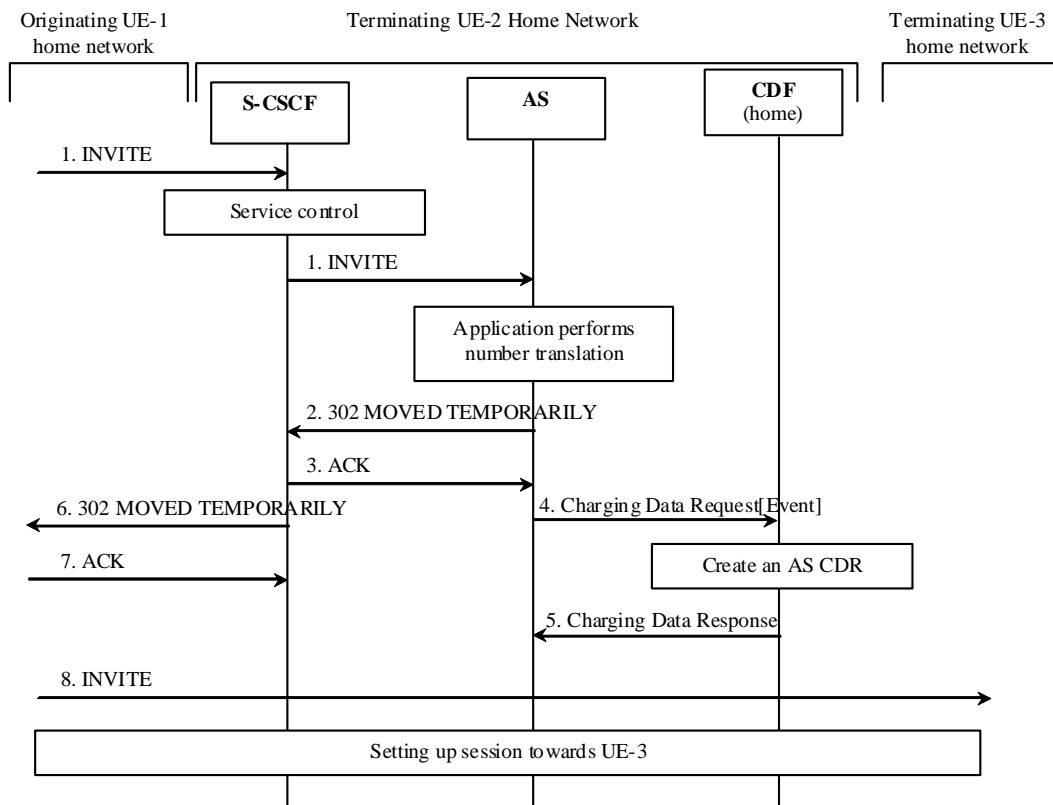 Originating UE-1
home network
Terminating UE-2 Home Network
Terminating UE-3
home network
S-CSCF
AS
CDF
(home)
1. INVITE
Service control
1. INVITE
Application performs
number translation
2. 302 MOVED TEMPORARILY
3. ACK
6. 302 MOVED TEMPORARILY
4. Charging Data Request[Event]
7. ACK
Create an AS CDR
5. Charging Data Response
8. INVITE
Setting up session towards UE-3